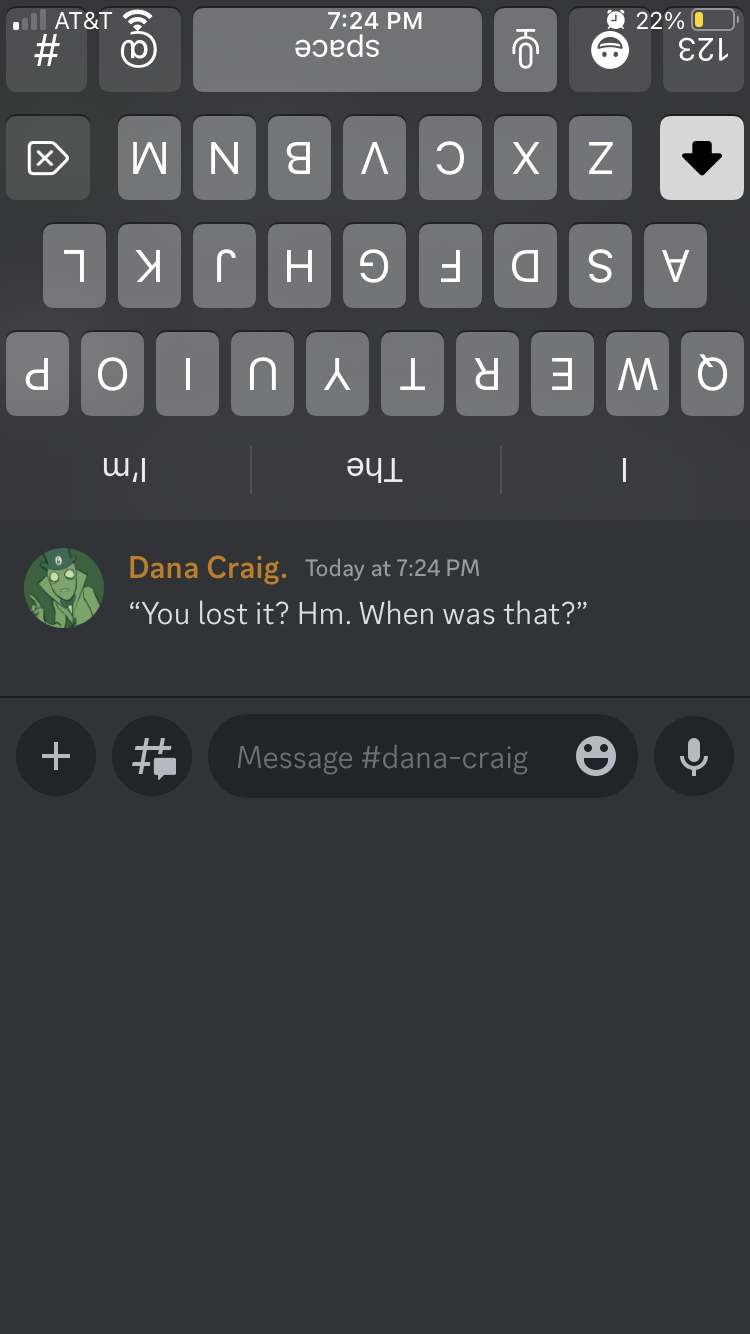 AT&T 7:24 PM 22%
# @ space 123
M N B V C X Z
L K J H G F D S A
P O I U Y T R E W Q
I'm The I
Dana Craig. Today at 7:24 PM
“You lost it? Hm. When was that?”
Message #dana-craig